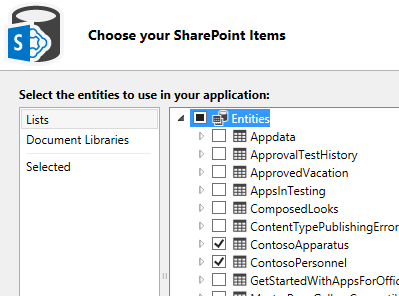 S
Choose your SharePoint Items
Select the entities to use in your application:
Lists
Document Libraries
Selected
Entities
Appdata
ApprovalTestHistory
ApprovedVacation
AppsInTesting
ComposedLooks
ContentTypePublishingError
ContosoApparatus
ContosoPersonnel
GetStartedWithAppsForOffic